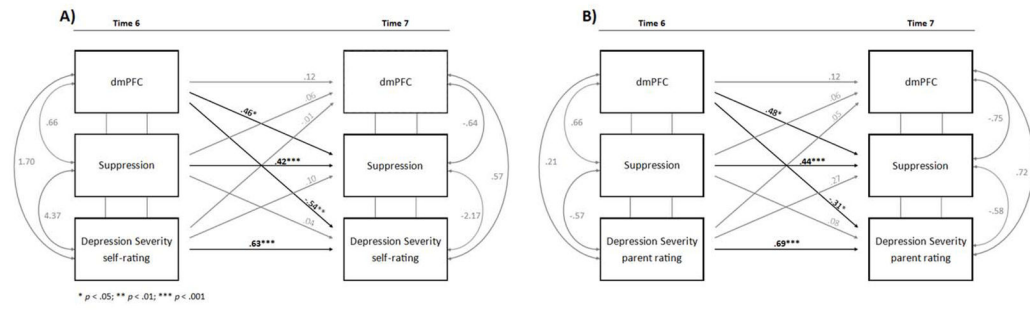 A)
Time 6
Time 7
dmPFC
dmPFC
Suppression
Suppression
Depression Severity
self-rating
Depression Severity
self-rating
.66
1.70
4.37
.12
.06
-.01
.46*
.42***
.10
-.54**
.04
.63***
-.64
.57
-2.17
* p < .05; ** p < .01; *** p < .001
B)
Time 6
Time 7
dmPFC
dmPFC
Suppression
Suppression
Depression Severity
parent rating
Depression Severity
parent rating
.66
.21
-.57
.12
.06
.05
.48*
.44***
.27
-.31*
.08
.69***
-.75
.72
-.58